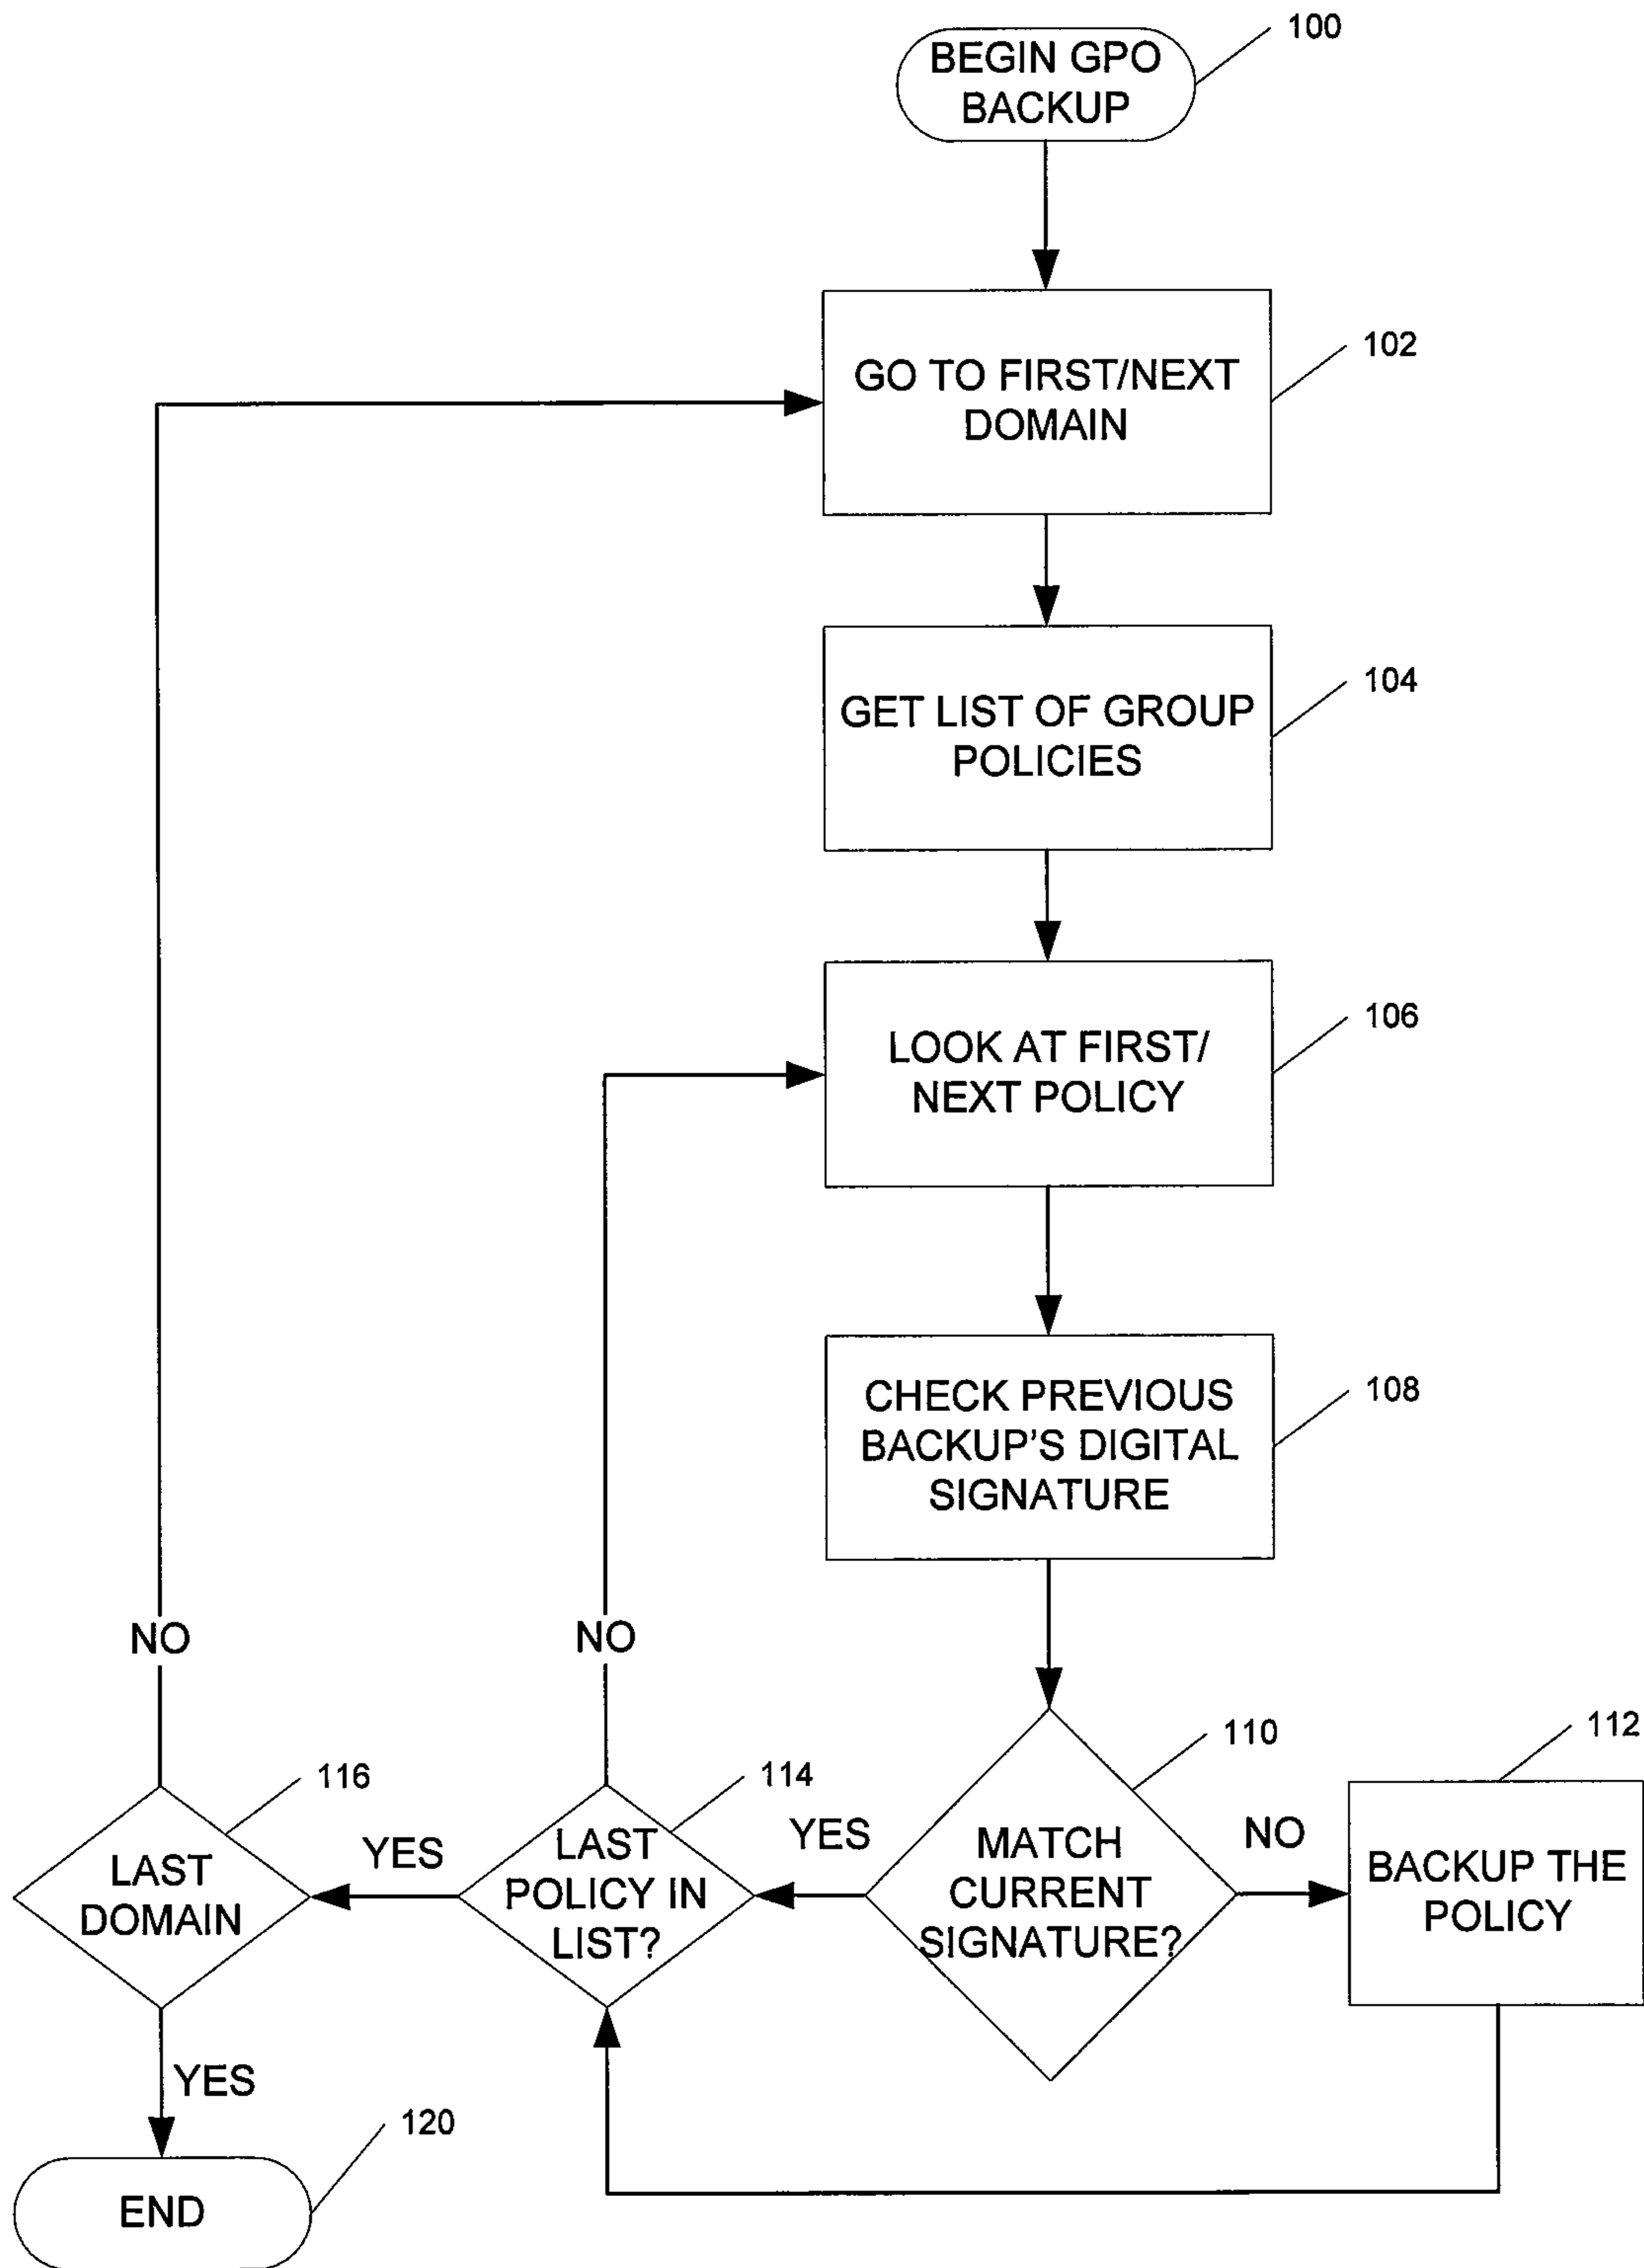 BEGIN GPO
BACKUP
100
GO TO FIRST/NEXT
DOMAIN
102
GET LIST OF GROUP
POLICIES
104
LOOK AT FIRST/
NEXT POLICY
106
CHECK PREVIOUS
BACKUP'S DIGITAL
SIGNATURE
108
NO
NO
MATCH
CURRENT
SIGNATURE?
110
NO
BACKUP THE
POLICY
112
YES
LAST
POLICY IN
LIST?
114
YES
LAST
DOMAIN
116
YES
END
120